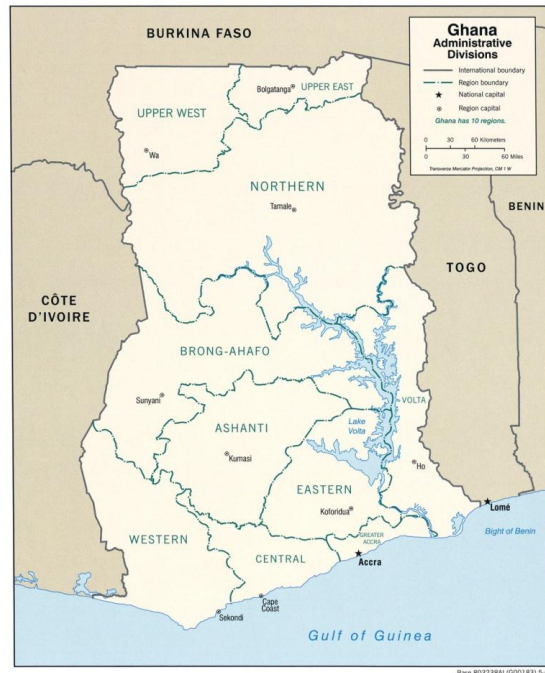 BURKINA FASO
Ghana
Administrative
Divisions
International boundary
Region boundary
National capital
Region capital
Ghana has 10 regions.
0 30 60 Kilometers
0 30 60 Miles
Transverse Mercator Projection, CM 1 W
Bolgatanga
UPPER EAST
UPPER WEST
Wa
NORTHERN
Tamale
BENIN
TOGO
CÔTE
D'IVOIRE
BRONG-AHAFO
Sunyani
VOLTA
ASHANTI
Lake
Volta
Kumasi
Ho
EASTERN
Koforidua
Lomé
WESTERN
GREATER
ACCRA
Bight of Benin
CENTRAL
Accra
Cape
Coast
Sekondi
Gulf of Guinea